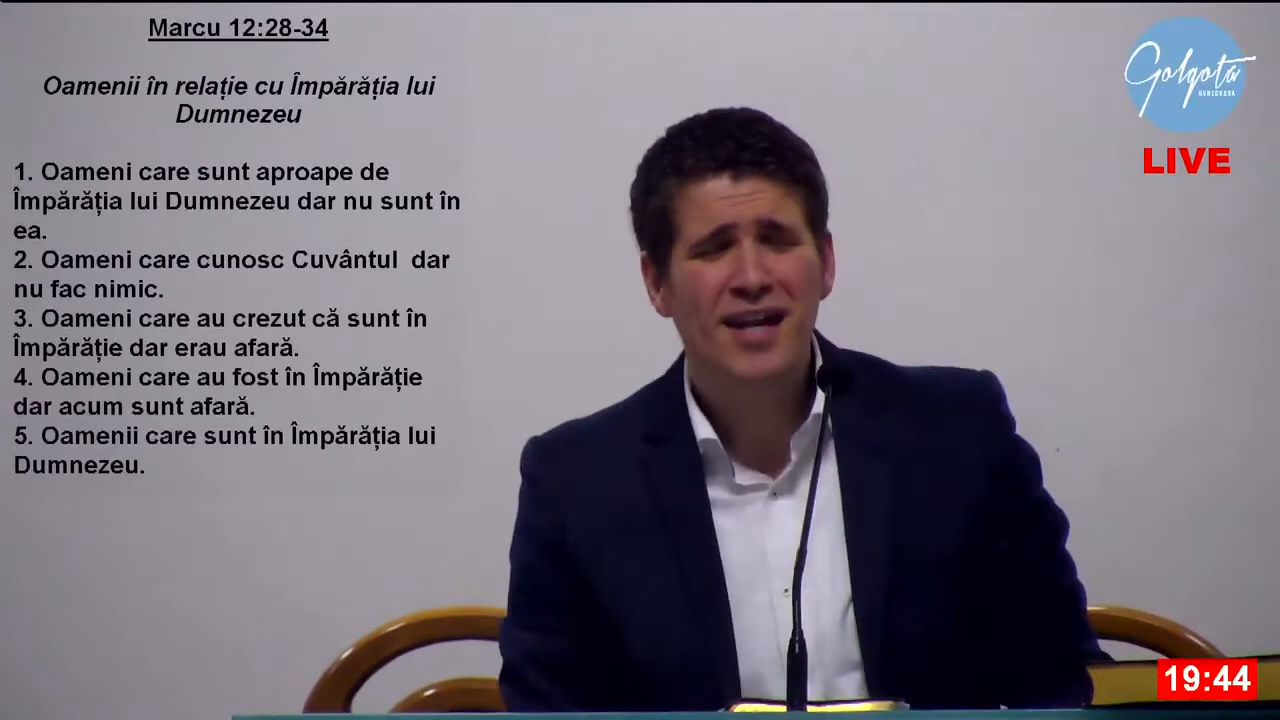 Marcu 12:28-34
Oamenii în relație cu Împărăția lui
Dumnezeu
1. Oameni care sunt aproape de
Împărăția lui Dumnezeu dar nu sunt în
ea.
2. Oameni care cunosc Cuvântul  dar
nu fac nimic.
3. Oameni care au crezut că sunt în
Împărăție dar erau afară.
4. Oameni care au fost în Împărăție
dar acum sunt afară.
5. Oamenii care sunt în Împărăția lui
Dumnezeu.
Golgota
HUNEDOARA
LIVE
19:44